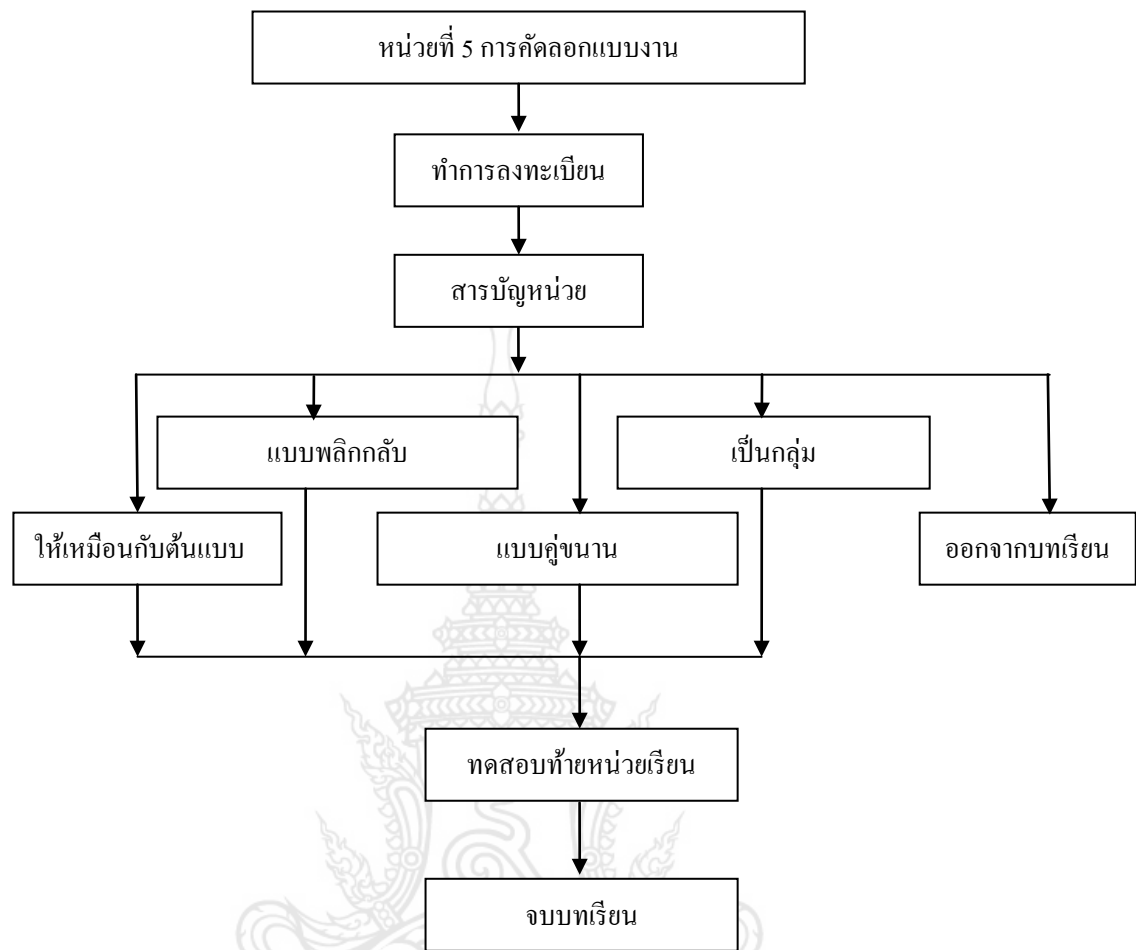 หน่วยที่ 5 การคัดลอกแบบงาน
ทำการลงทะเบียน
สารบัญหน่วย
แบบพลิกกลับ
เป็นกลุ่ม
ให้เหมือนกับต้นแบบ
แบบคู่ขนาน
ออกจากบทเรียน
ทดสอบท้ายหน่วยเรียน
จบบทเรียน